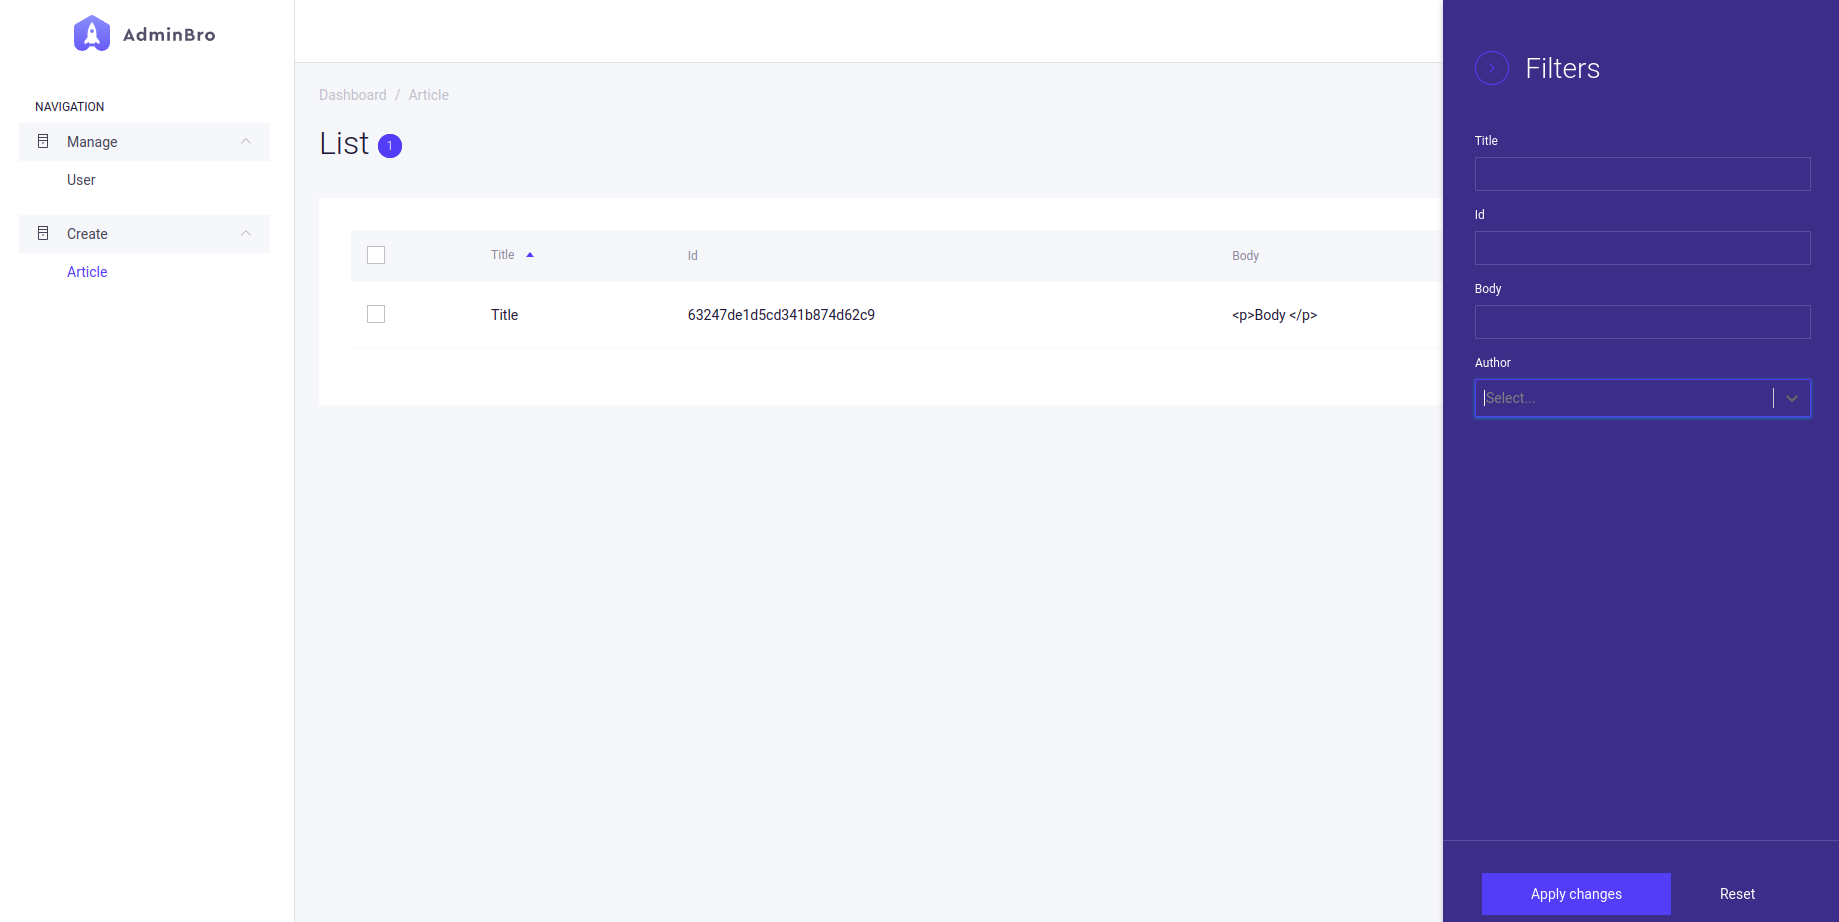 AdminBro
NAVIGATION
Manage
User
Create
Article
Dashboard / Article
List 1
Title Id Body
Title 63247de1d5cd341b874d62c9 <p>Body </p>
Filters
Title
Id
Body
Author
Select...
Apply changes Reset